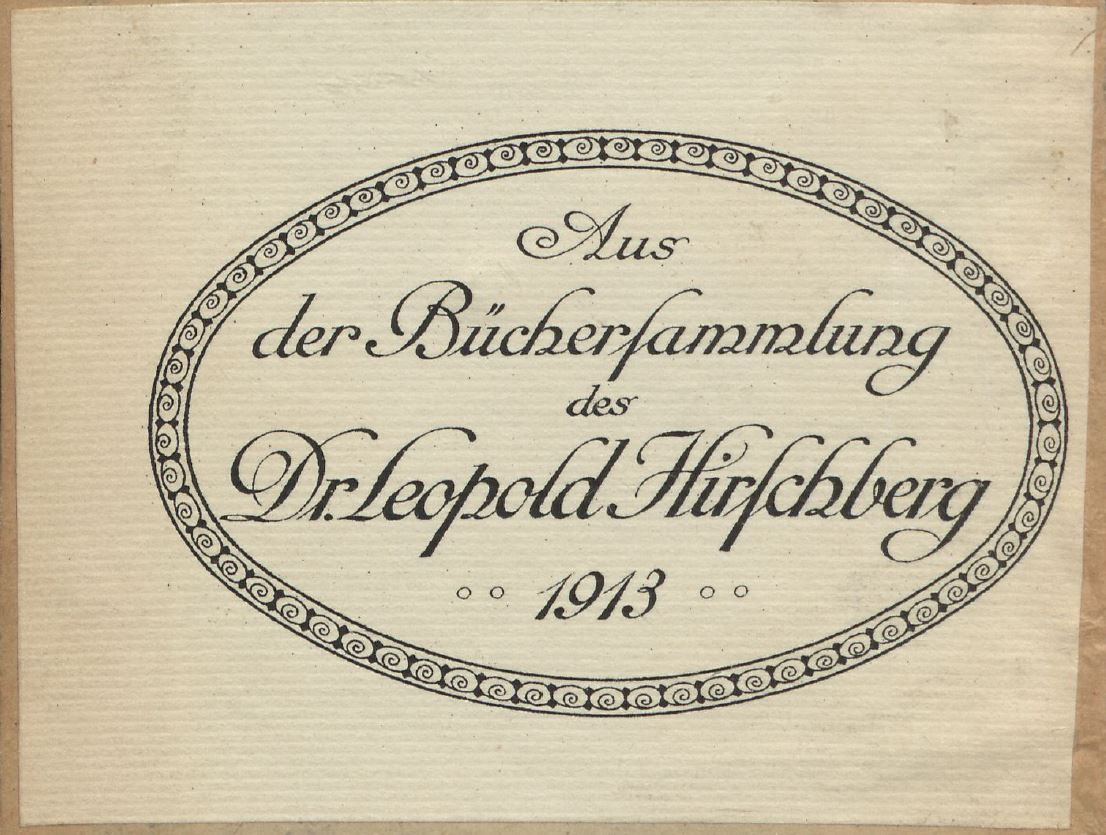 Aus
der Bücherſammlung
des
Dr. Leopold Hirſchberg
1913